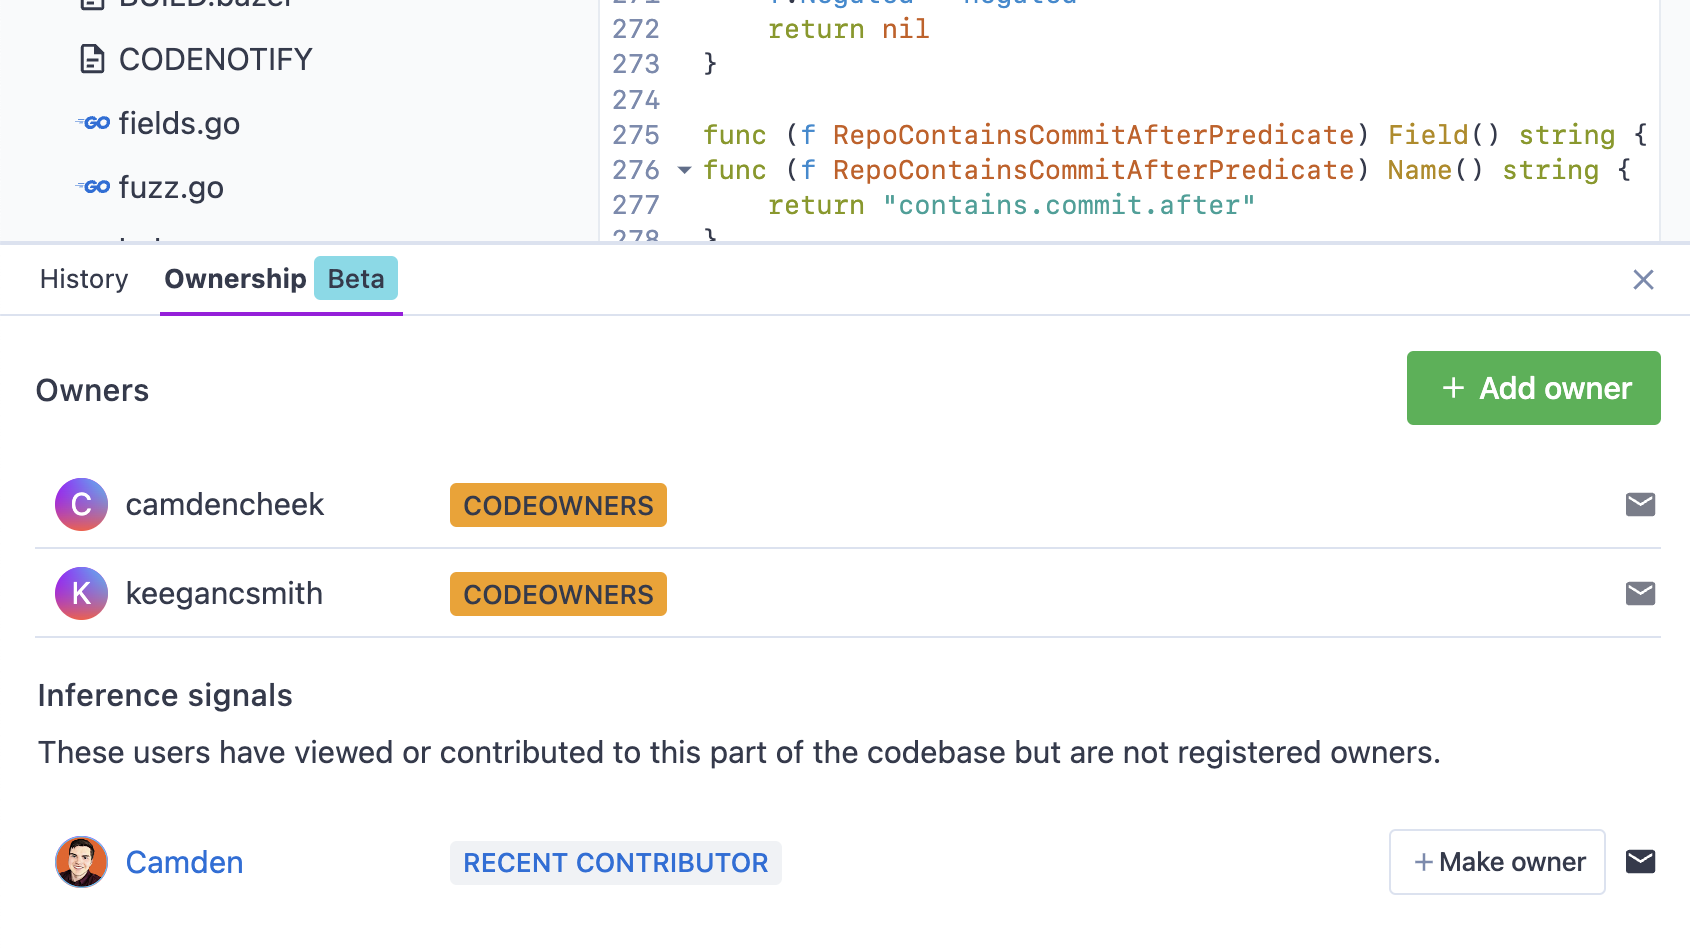 BUILD.bazel
CODENOTIFY
fields.go
fuzz.go
271 f.Negated = negated
272 return nil
273 }
274
275 func (f RepoContainsCommitAfterPredicate) Field() string {
276 func (f RepoContainsCommitAfterPredicate) Name() string {
277 return "contains.commit.after"
278 }
History
Ownership Beta
Owners
+ Add owner
C camdencheek CODEOWNERS
K keegancsmith CODEOWNERS
Inference signals
These users have viewed or contributed to this part of the codebase but are not registered owners.
Camden RECENT CONTRIBUTOR + Make owner